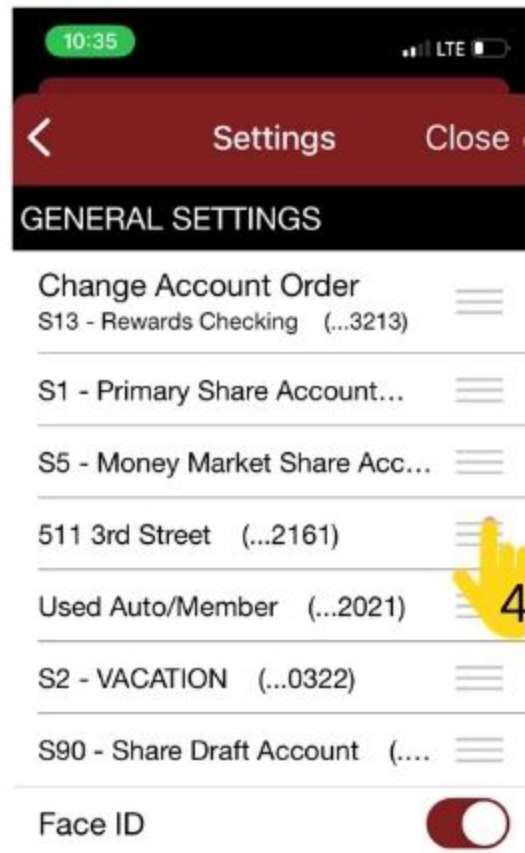 10:35
LTE
Settings
Close
GENERAL SETTINGS
Change Account Order
S13 - Rewards Checking (...3213)
S1 - Primary Share Account...
S5 - Money Market Share Acc...
511 3rd Street (...2161)
Used Auto/Member (...2021)
4
S2 - VACATION (...0322)
S90 - Share Draft Account (....
Face ID